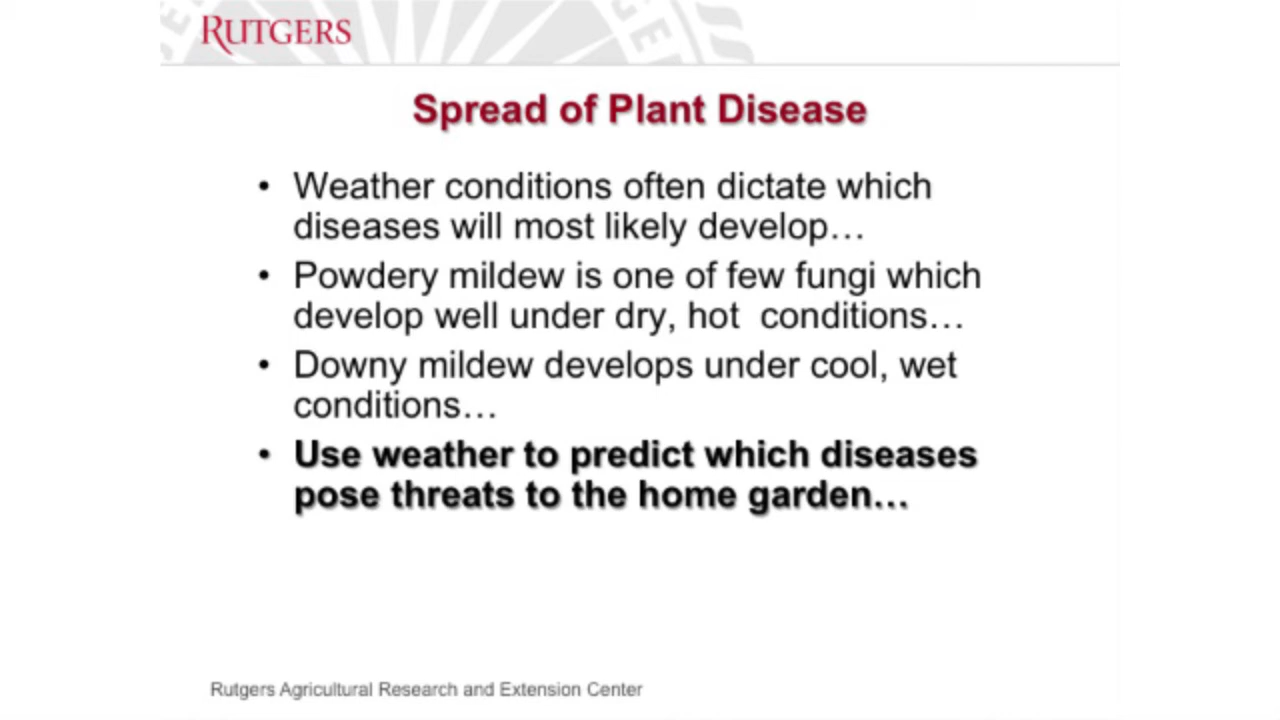 RUTGERS
Spread of Plant Disease
• Weather conditions often dictate which
diseases will most likely develop…
• Powdery mildew is one of few fungi which
develop well under dry, hot  conditions…
• Downy mildew develops under cool, wet
conditions…
• Use weather to predict which diseases
pose threats to the home garden…
Rutgers Agricultural Research and Extension Center